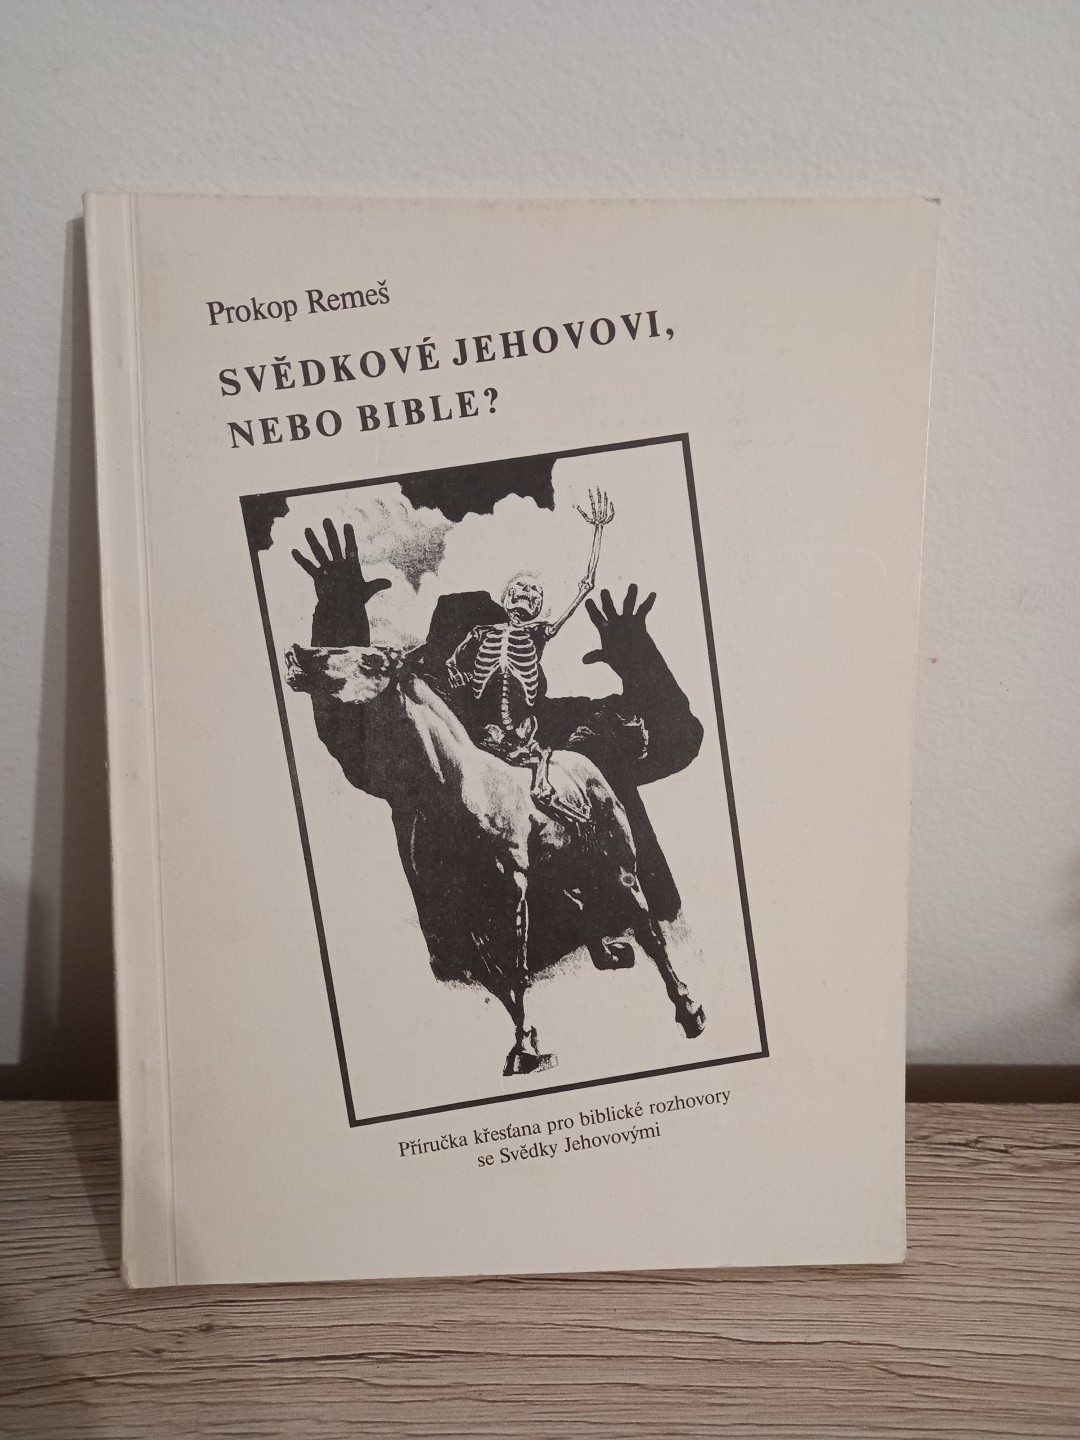 Prokop Remeš
SVĚDKOVÉ JEHOVOVI,
NEBO BIBLE?
Příručka křesťana pro biblické rozhovory
se Svědky Jehovovými